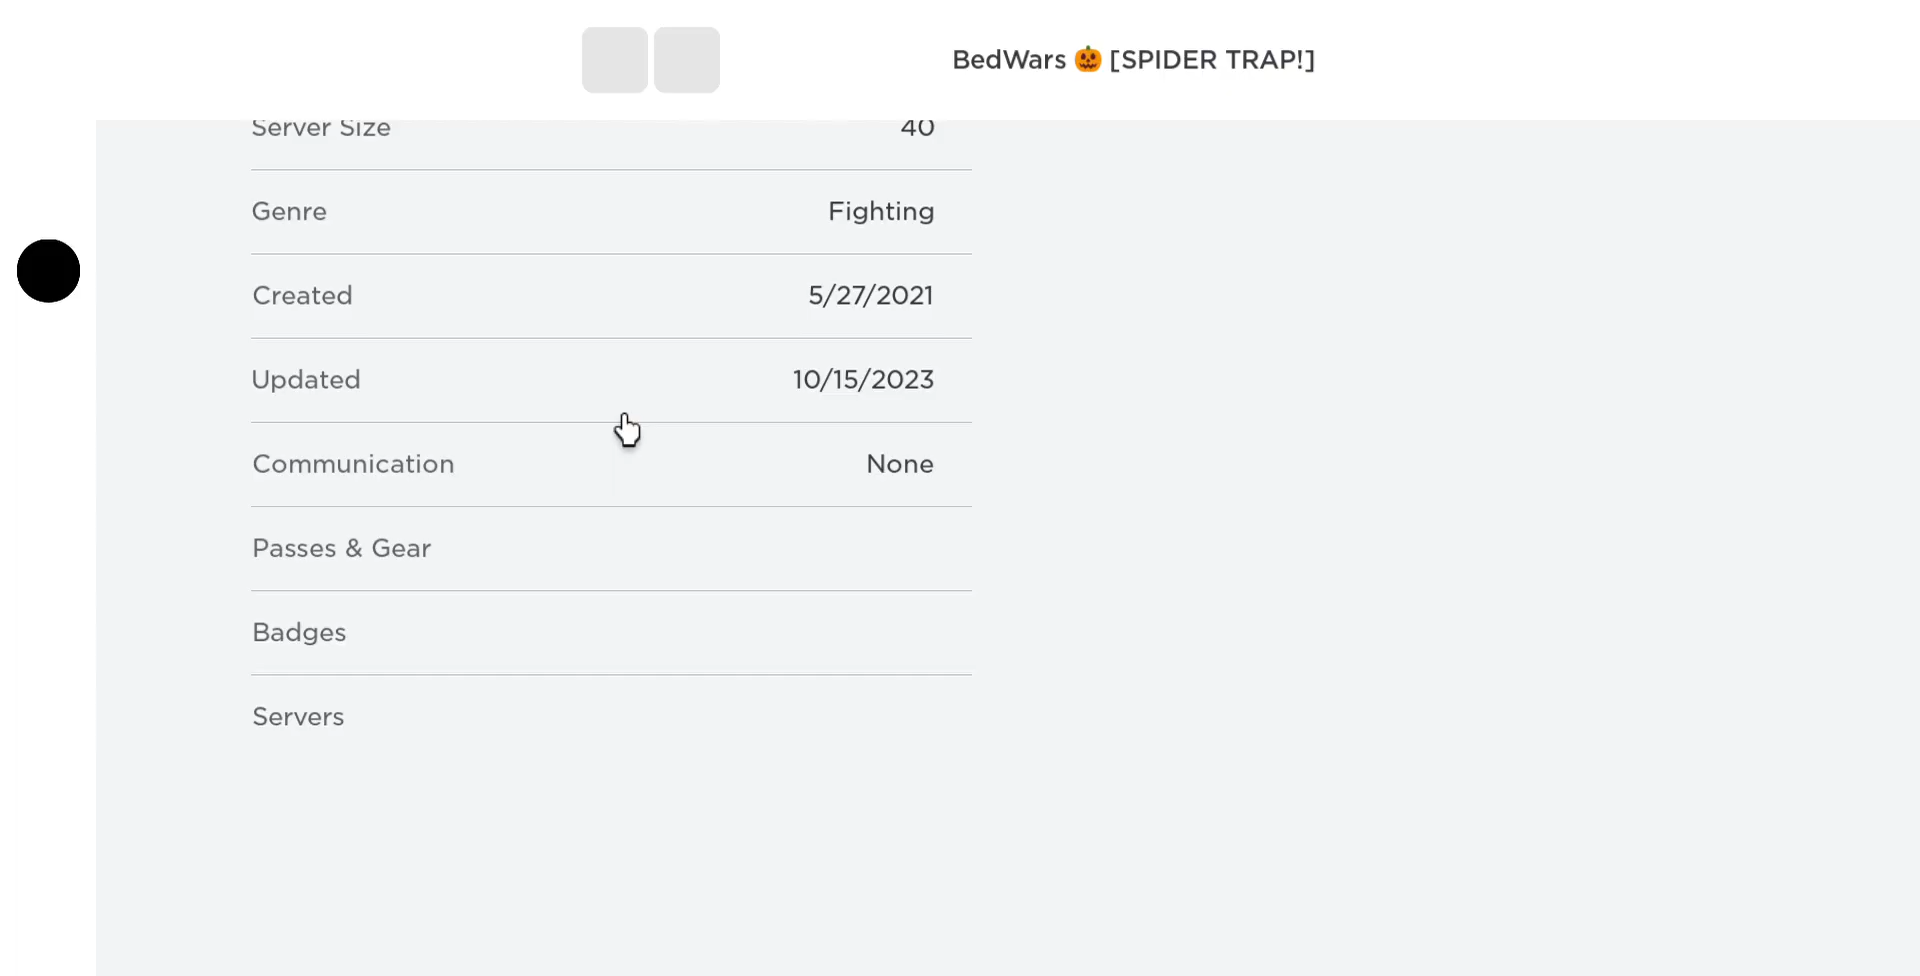 BedWars 🎃 [SPIDER TRAP!]
Server Size 40
Genre Fighting
Created 5/27/2021
Updated 10/15/2023
Communication None
Passes & Gear
Badges
Servers